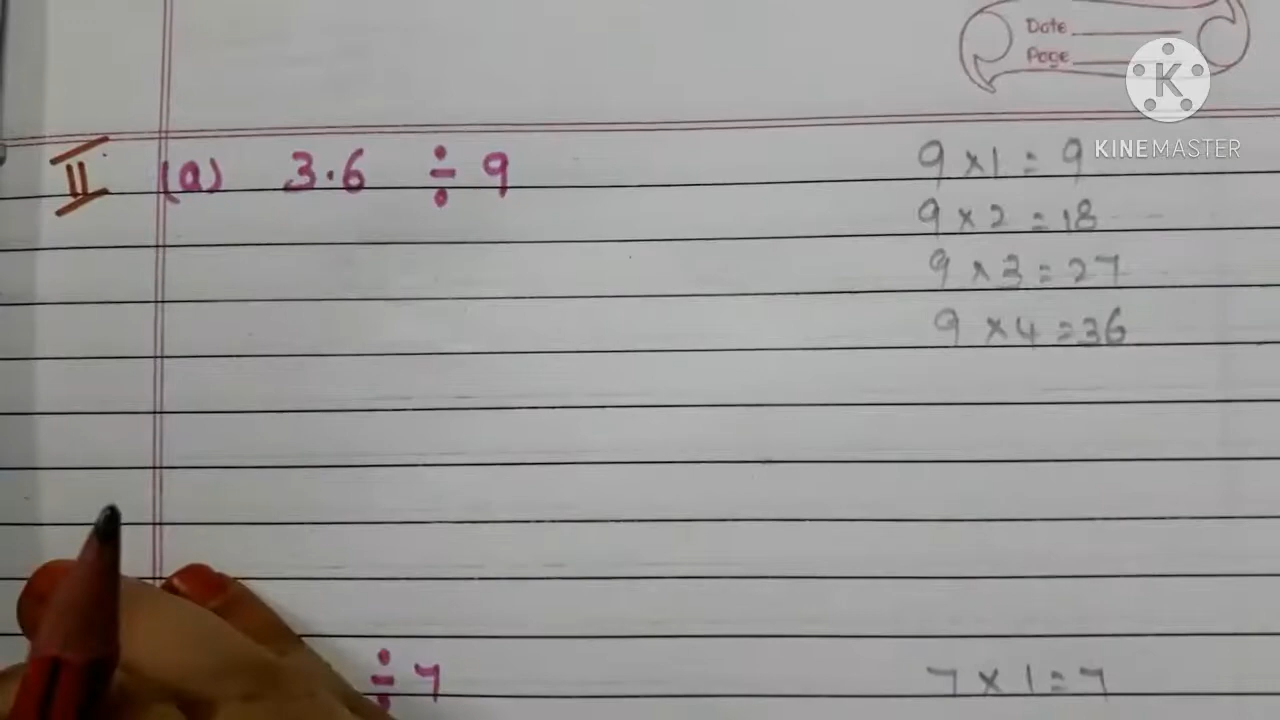 Date
Page
K
KINEMASTER
II (a) 3.6 ÷ 9
9 × 1 = 9
9 × 2 = 18
9 × 3 = 27
9 × 4 = 36
÷ 7
7 × 1 = 7